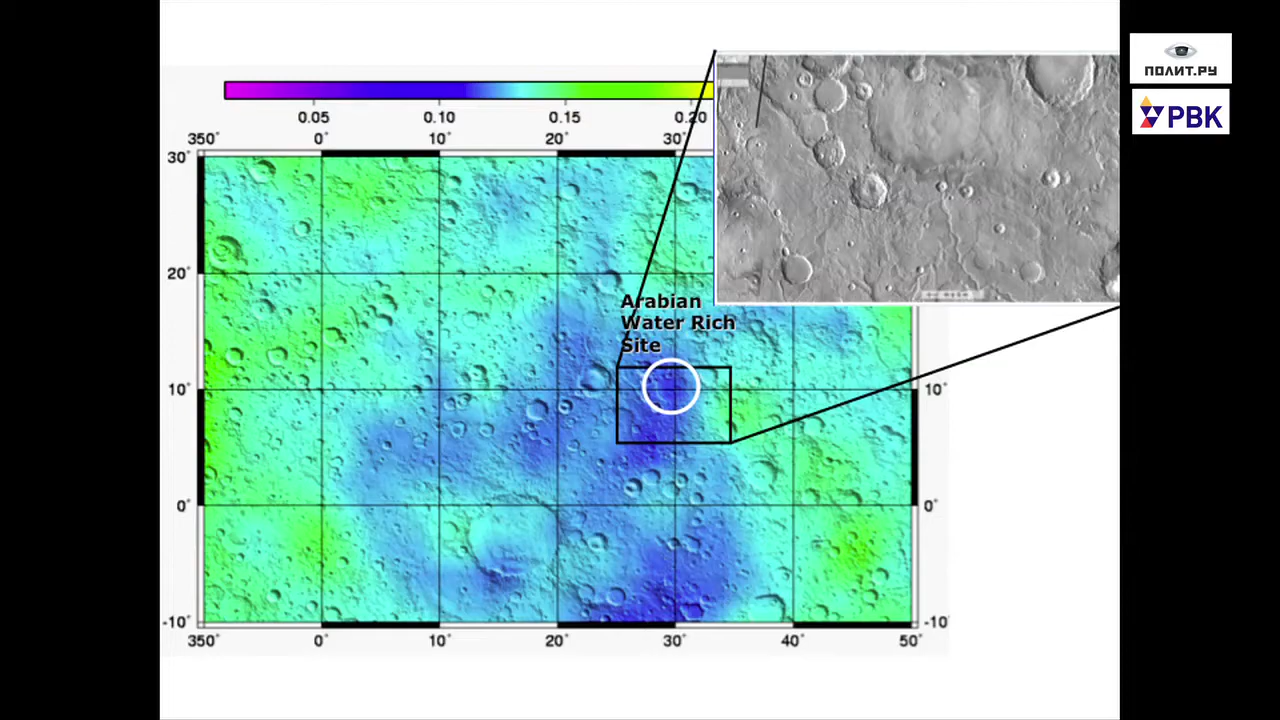 ПОЛИТ.РУ
РВК
0.05 0.10 0.15 0.20
350° 0° 10° 20° 30°
30°
20°
Arabian
Water Rich
Site
10° 10°
0° 0°
-10° -10°
350° 0° 10° 20° 30° 40° 50°